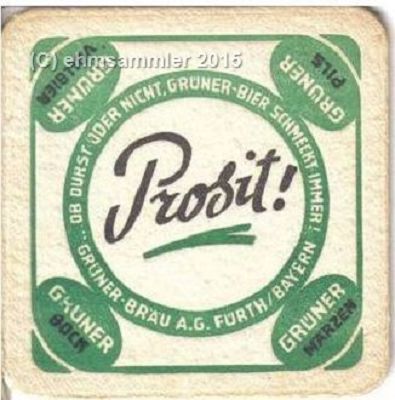 (C) ehmsammler 2015
GRÜNER
VOLLBIER
GRÜNER
PILS
OB DURST ODER NICHT, GRÜNER-BIER SCHMECKT IMMER!
Prosit!
GRÜNER-BRÄU A.G. FÜRTH/BAYERN
GRÜNER
BOCK
GRÜNER
MÄRZEN